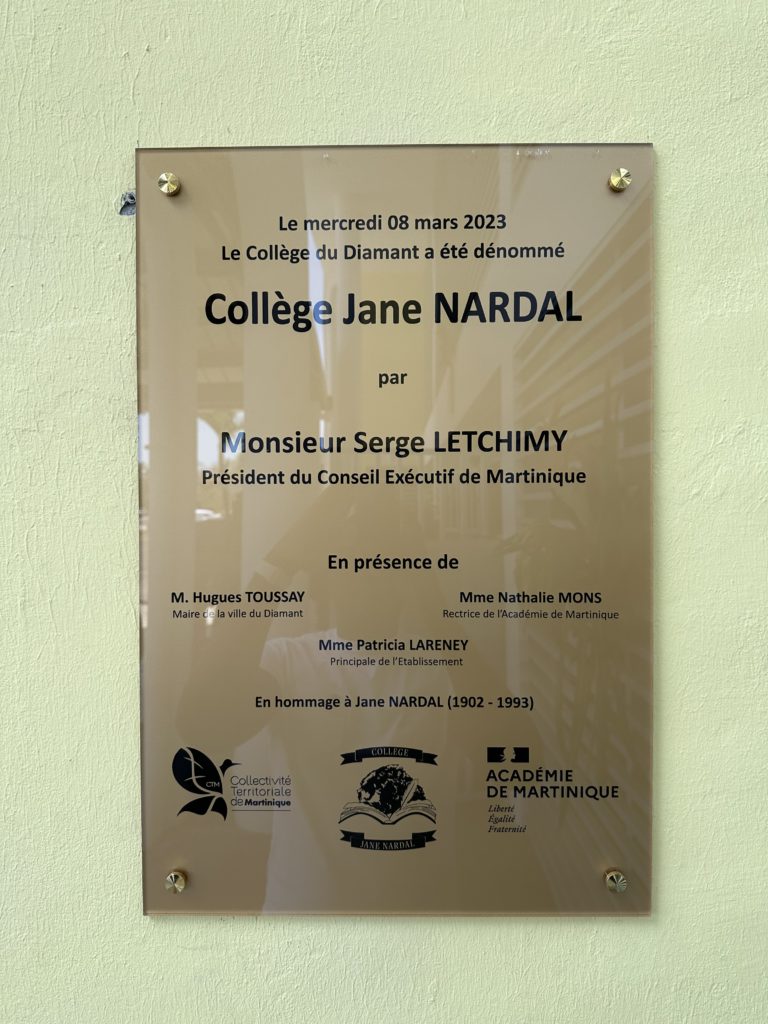 Le mercredi 08 mars 2023
Le Collège du Diamant a été dénommé
Collège Jane NARDAL
par
Monsieur Serge LETCHIMY
Président du Conseil Exécutif de Martinique
En présence de
M. Hugues TOUSSAY
Maire de la ville du Diamant
Mme Nathalie MONS
Rectrice de l'Académie de Martinique
Mme Patricia LARENEY
Principale de l'Etablissement
En hommage à Jane NARDAL (1902 - 1993)
CTM
Collectivité
Territoriale
de Martinique
COLLEGE
JANE NARDAL
ACADÉMIE
DE MARTINIQUE
Liberté
Égalité
Fraternité